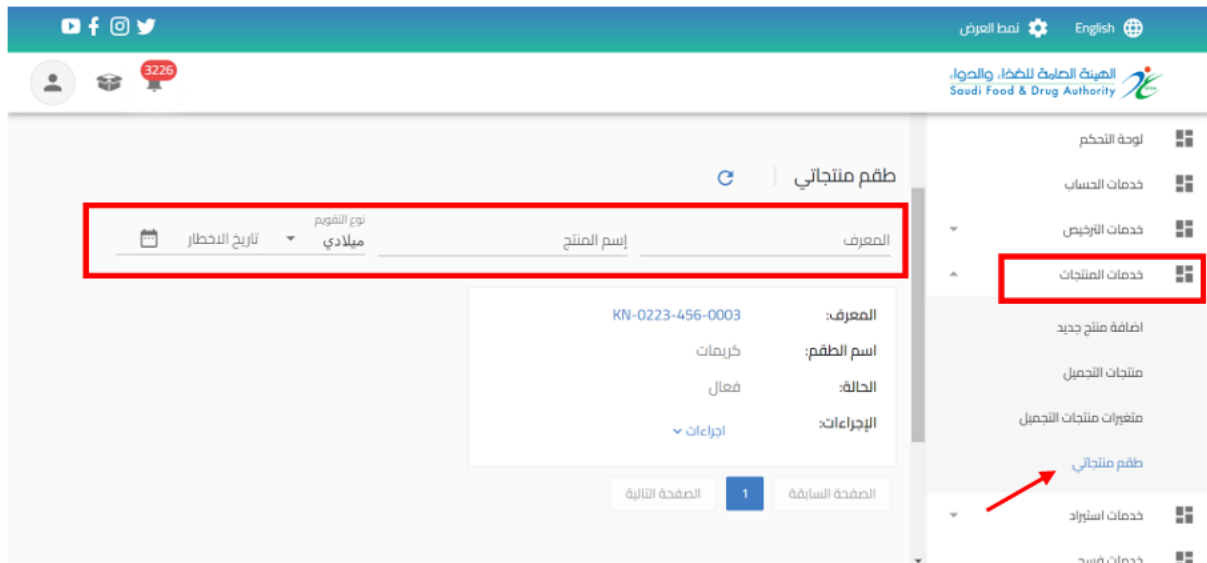 English
نمط العرض
الهيئة العامة للغذاء والدواء
Saudi Food & Drug Authority
3226
لوحة التحكم
خدمات الحساب
خدمات الترخيص
خدمات المنتجات
اضافة منتج جديد
منتجات التجميل
متغيرات منتجات التجميل
طقم منتجاتي
خدمات استيراد
خدمات فسح
طقم منتجاتي
المعرف
إسم المنتج
نوع التقويم
ميلادي
تاريخ الاخطار
المعرف: KN-0223-456-0003
اسم الطقم: كريمات
الحالة: فعال
الإجراءات: اجراءات
الصفحة السابقة 1 الصفحة التالية